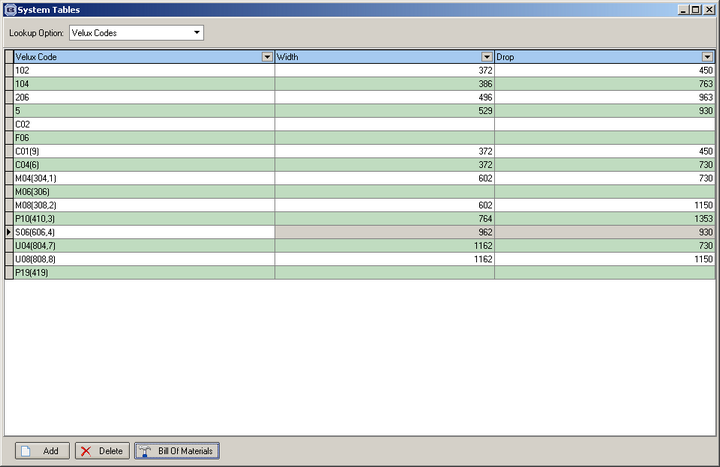 System Tables
Lookup Option: Velux Codes
Velux Code Width Drop
102 372 450
104 386 763
206 496 963
5 529 930
C02
F06
C01(9) 372 450
C04(6) 372 730
M04(304,1) 602 730
M06(306)
M08(308,2) 602 1150
P10(410,3) 764 1353
S06(606,4) 962 930
U04(804,7) 1162 730
U08(808,8) 1162 1150
P19(419)
Add Delete Bill Of Materials